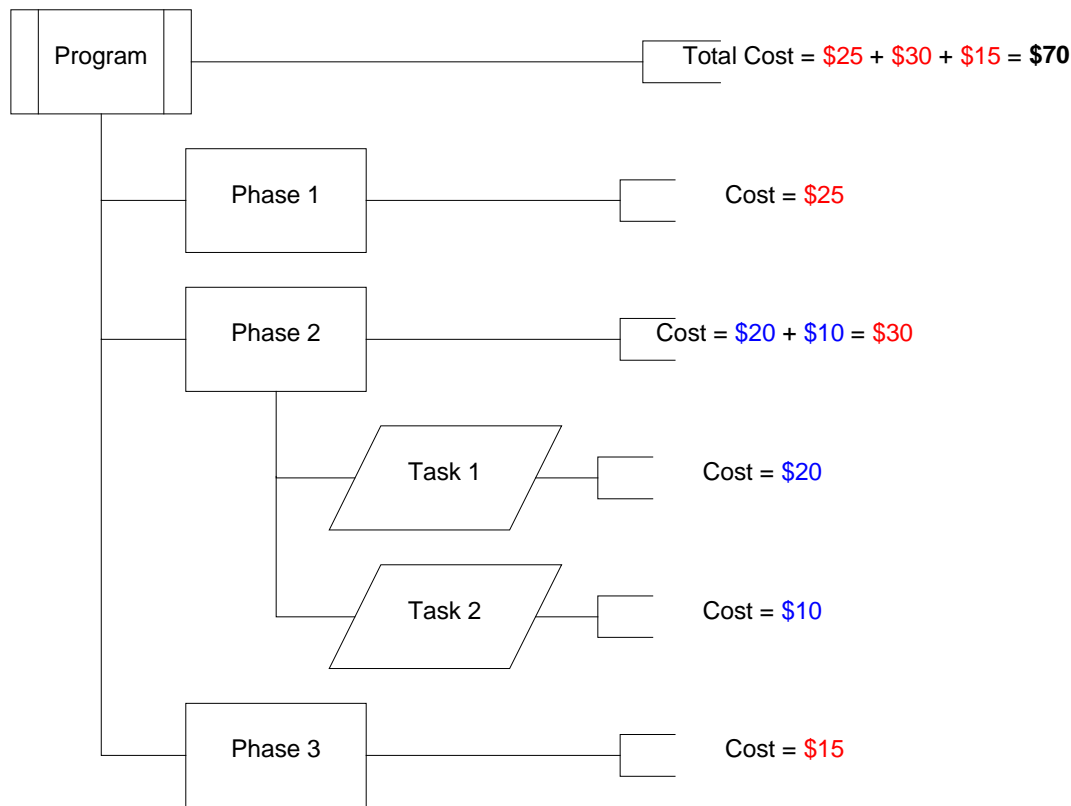 Program
Total Cost = $25 + $30 + $15 = $70
Phase 1
Cost = $25
Phase 2
Cost = $20 + $10 = $30
Task 1
Cost = $20
Task 2
Cost = $10
Phase 3
Cost = $15